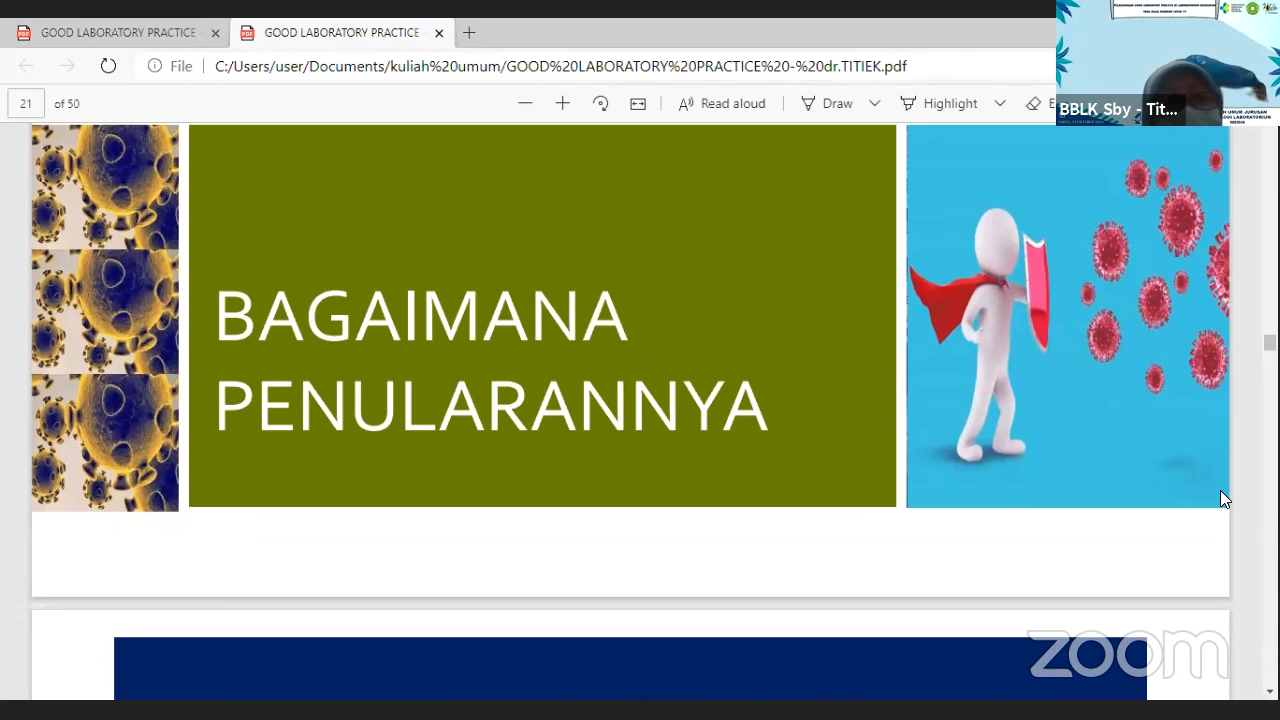 GOOD LABORATORY PRACTICE -
GOOD LABORATORY PRACTICE -
File
C:/Users/user/Documents/kuliah%20umum/GOOD%20LABORATORY%20PRACTICE%20-%20dr.TITIEK.pdf
21 of 50
Read aloud
Draw
Highlight
BBLK Sby - Tit...
BAGAIMANA
PENULARANNYA
zoom